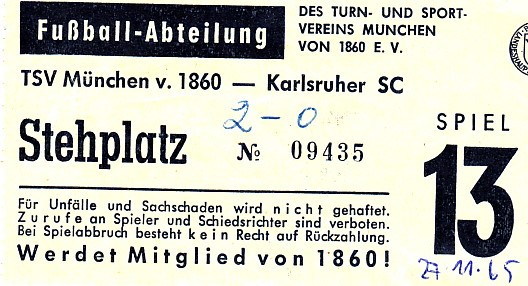 Fußball-Abteilung
DES TURN- UND SPORT-
VEREINS MUNCHEN
VON 1860 E. V.
TSV München v. 1860 — Karlsruher SC
2-0
Stehplatz № 09435
SPIEL
13
Für Unfälle und Sachschaden wird nicht gehaftet.
Zurufe an Spieler und Schiedsrichter sind verboten.
Bei Spielabbruch besteht kein Recht auf Rückzahlung.
Werdet Mitglied von 1860!
27.11.65